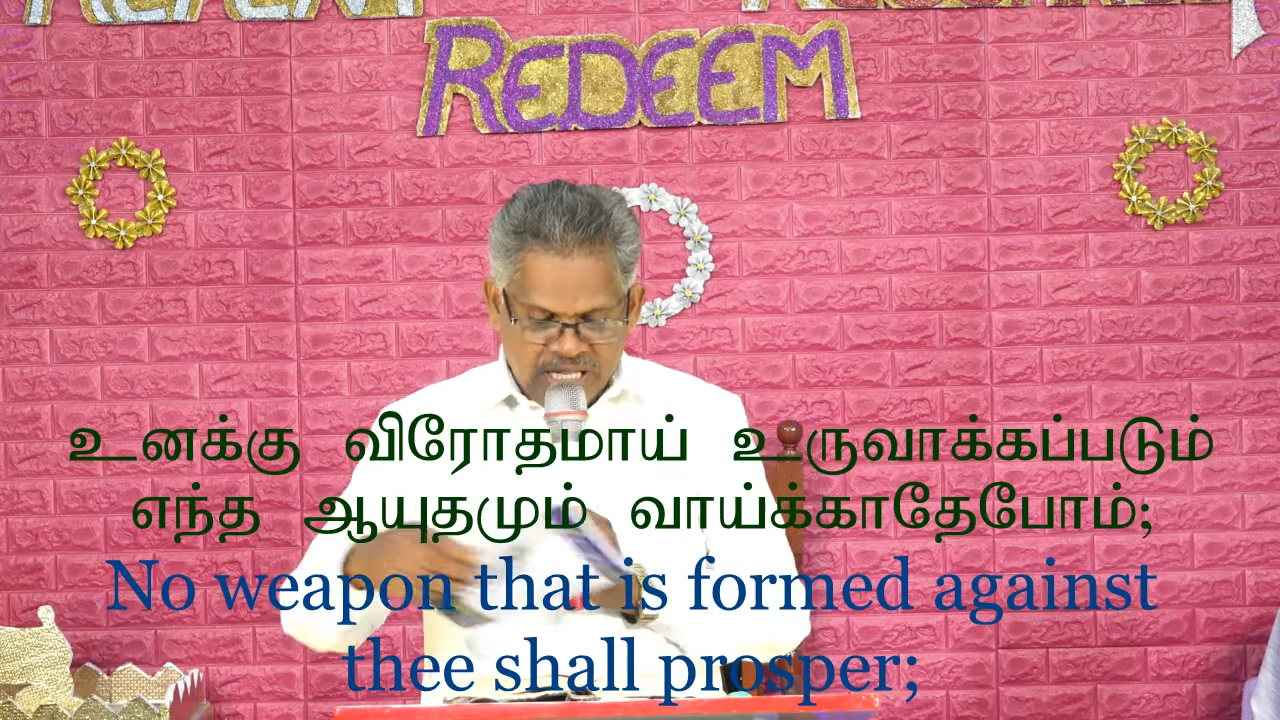 REDEEM
உனக்கு விரோதமாய் உருவாக்கப்படும்
எந்த ஆயுதமும் வாய்க்காதேபோம்;
No weapon that is formed against
thee shall prosper;